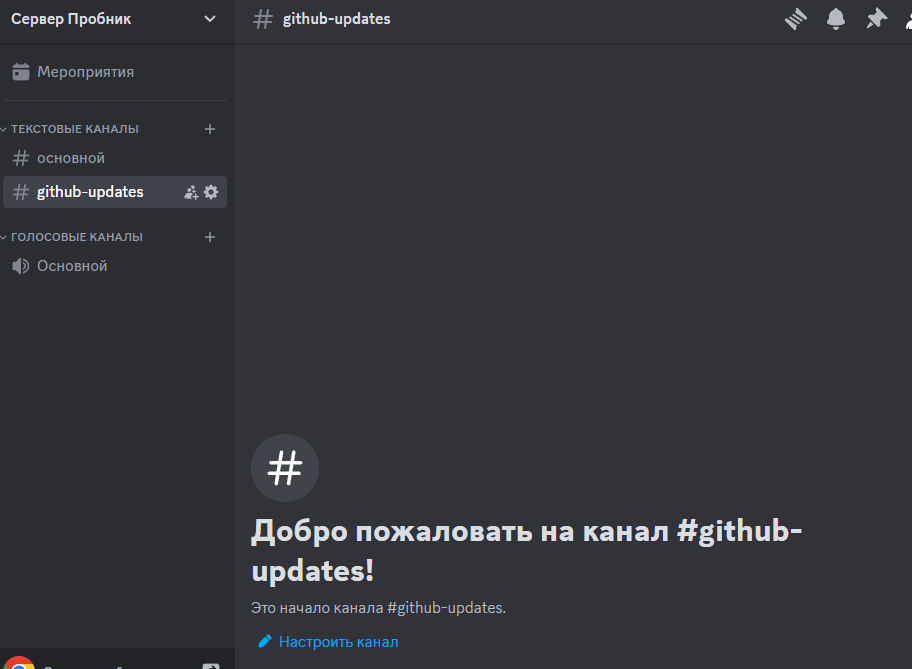 Сервер Пробник
github-updates
Мероприятия
ТЕКСТОВЫЕ КАНАЛЫ
основной
github-updates
ГОЛОСОВЫЕ КАНАЛЫ
Основной
Добро пожаловать на канал #github-
updates!
Это начало канала #github-updates.
Настроить канал